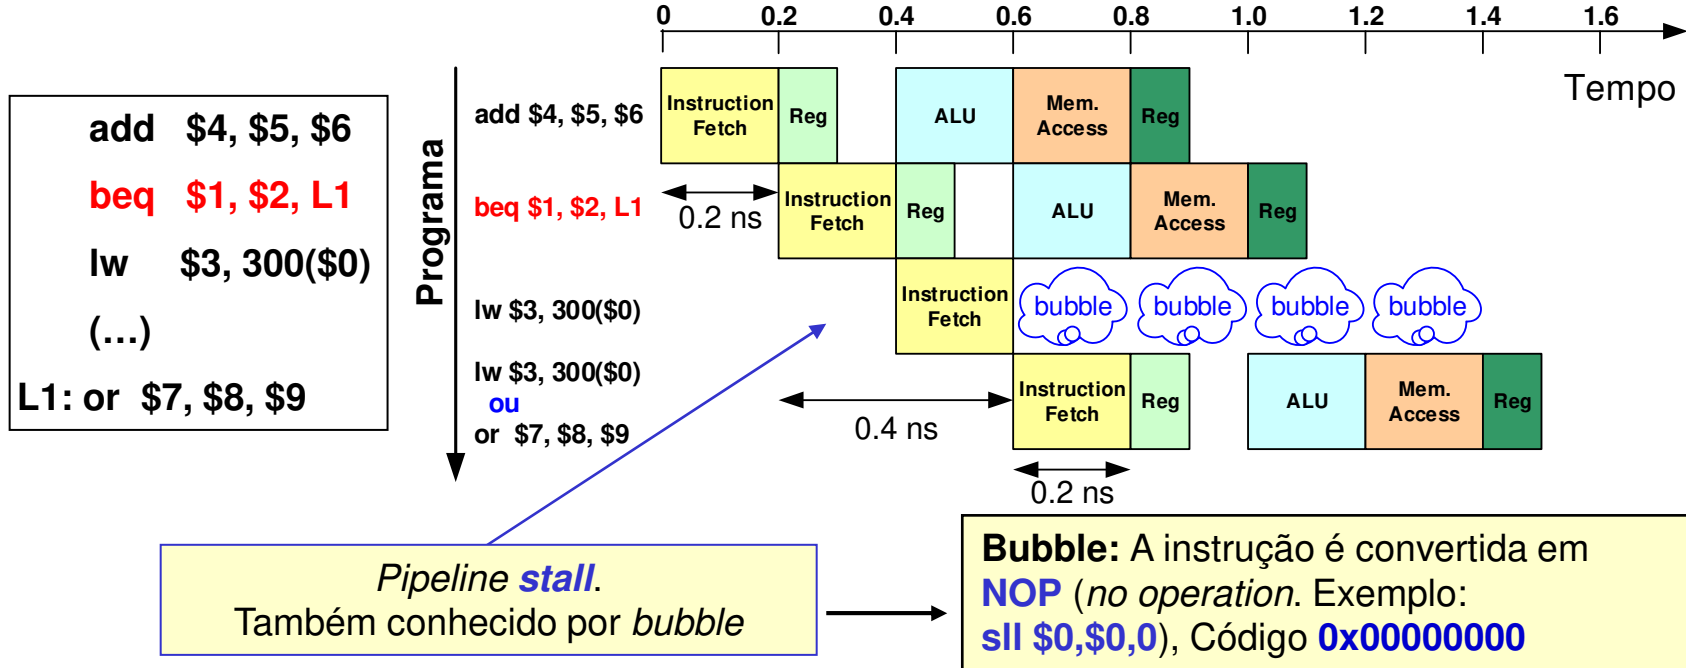 0 0.2 0.4 0.6 0.8 1.0 1.2 1.4 1.6
Tempo
add $4, $5, $6
beq $1, $2, L1
lw $3, 300($0)
(...)
L1: or $7, $8, $9
Programa
add $4, $5, $6
Instruction
Fetch
Reg
ALU
Mem.
Access
Reg
beq $1, $2, L1
0.2 ns
Instruction
Fetch
Reg
ALU
Mem.
Access
Reg
lw $3, 300($0)
Instruction
Fetch
bubble
bubble
bubble
bubble
lw $3, 300($0)
ou
or $7, $8, $9
0.4 ns
Instruction
Fetch
Reg
ALU
Mem.
Access
Reg
0.2 ns
Pipeline stall.
Também conhecido por bubble
Bubble: A instrução é convertida em
NOP (no operation. Exemplo:
sll $0,$0,0), Código 0x00000000